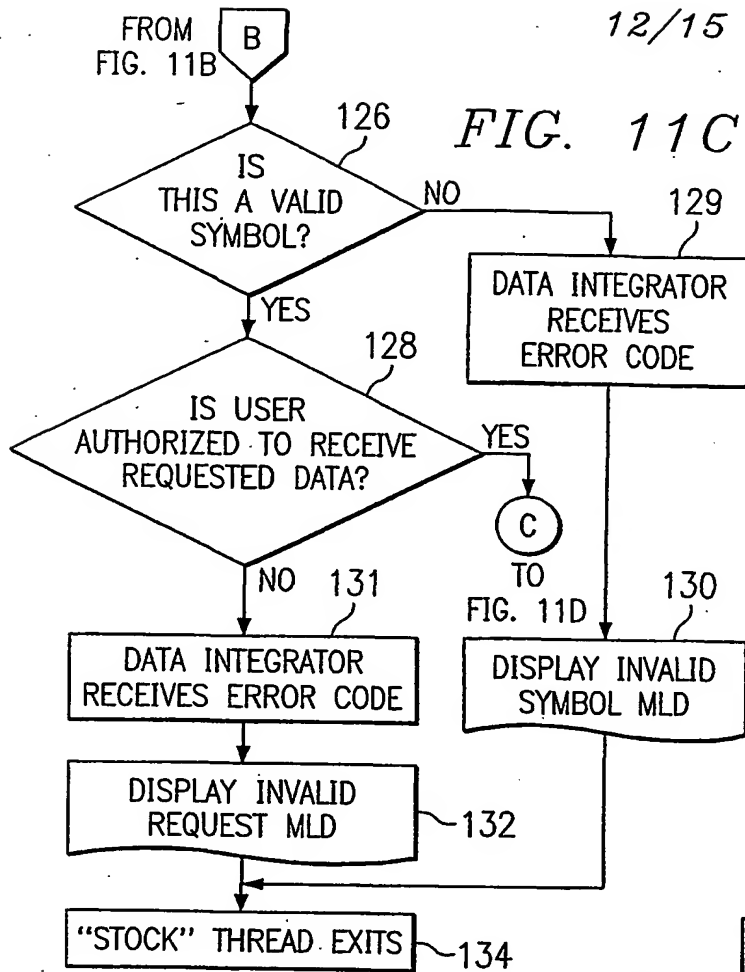 FROM
FIG. 11B
B
12/15
FIG. 11C
126
IS
THIS A VALID
SYMBOL?
NO
129
DATA INTEGRATOR
RECEIVES
ERROR CODE
YES
128
IS USER
AUTHORIZED TO RECEIVE
REQUESTED DATA?
YES
C
TO
FIG. 11D
NO
131
DATA INTEGRATOR
RECEIVES ERROR CODE
130
DISPLAY INVALID
SYMBOL MLD
DISPLAY INVALID
REQUEST MLD
132
"STOCK" THREAD EXITS
134